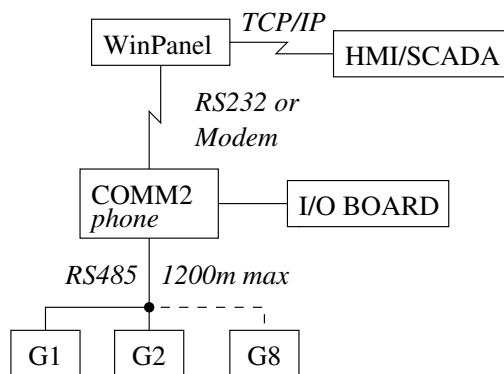 TCP/IP
WinPanel
HMI/SCADA
RS232 or
Modem
COMM2
phone
I/O BOARD
RS485 1200m max
G1 G2 G8